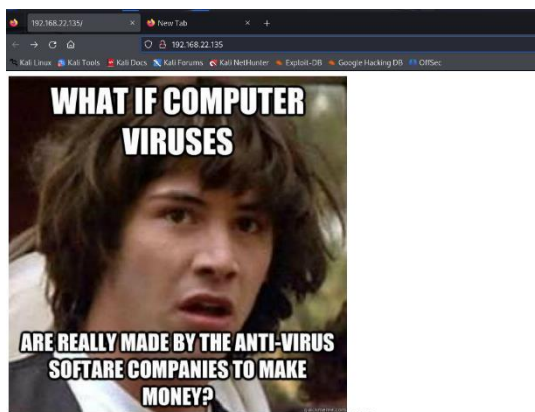 192.168.22.135/
New Tab
192.168.22.135
Kali Linux Kali Tools Kali Docs Kali Forums Kali NetHunter Exploit-DB Google Hacking DB OffSec
WHAT IF COMPUTER
VIRUSES
ARE REALLY MADE BY THE ANTI-VIRUS
SOFTARE COMPANIES TO MAKE
MONEY?